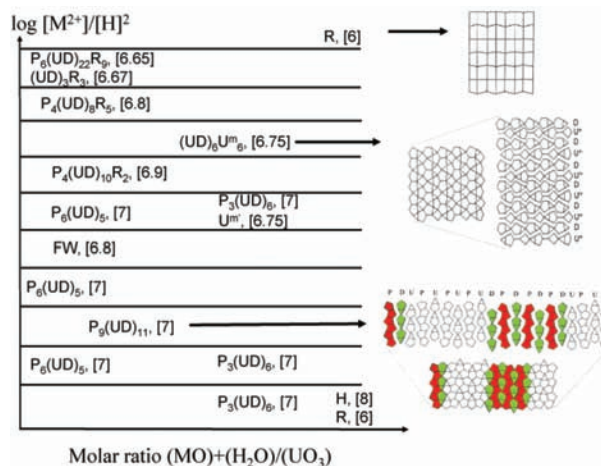 log [M²⁺]/[H]²
R, [6]
P₆(UD)₂₂R₉, [6.65]
(UD)₃R₃, [6.67]
P₄(UD)₈R₅, [6.8]
(UD)₆Uᵐ₆, [6.75]
P₄(UD)₁₀R₂, [6.9]
P₆(UD)₅, [7]
P₃(UD)₆, [7]
Uᵐ', [6.75]
FW, [6.8]
P₆(UD)₅, [7]
P₉(UD)₁₁, [7]
P D U P U P U P U D P D P D P D U P
P₆(UD)₅, [7]
P₃(UD)₆, [7]
P₃(UD)₆, [7]
H, [8]
R, [6]
Molar ratio (MO)+(H₂O)/(UO₃)